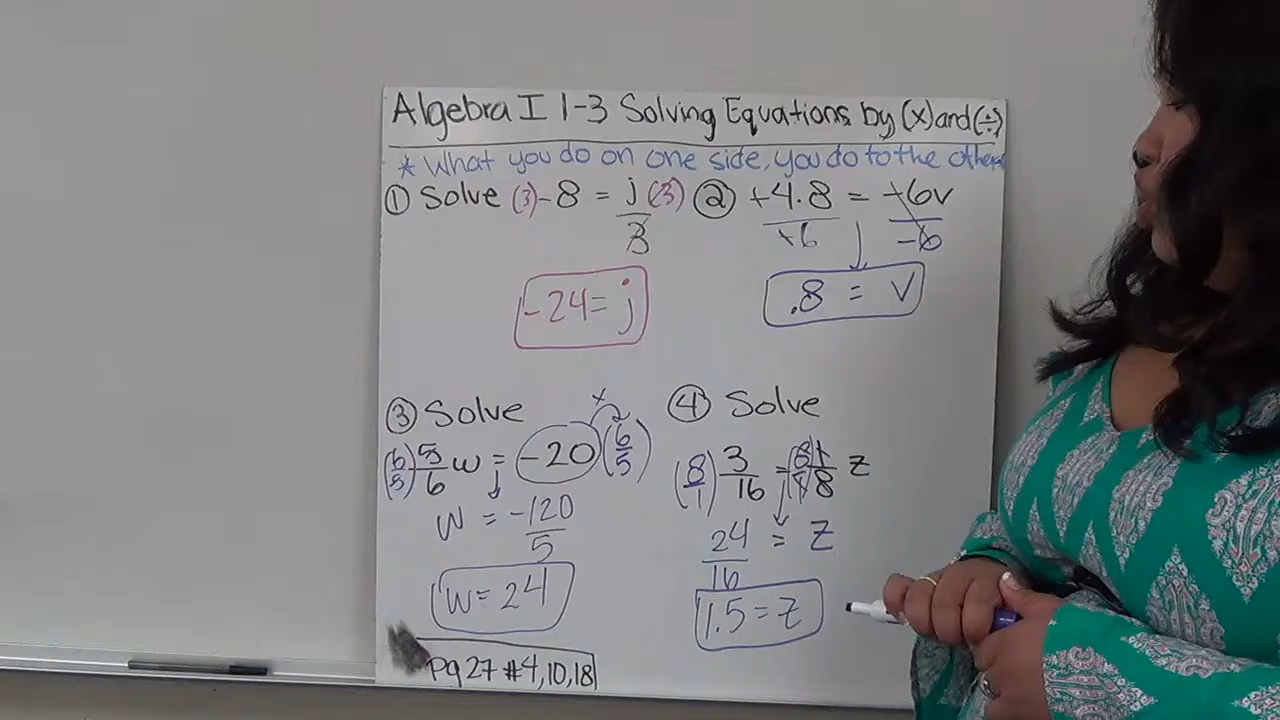 Algebra I 1-3 Solving Equations by (x) and (÷)
* What you do on one side, you do to the other
① Solve (3)-8 = j/3 (3)
-24 = j
② +4.8 = +6v
+6 -6
.8 = v
③ Solve
(6/5) 5/6 w = -20 (6/5)
x
w = -120/5
w = 24
④ Solve
(8/1) 3/16 = (8/1) 1/8 z
24/16 = z
1.5 = z
Pg 27 #4, 10, 18